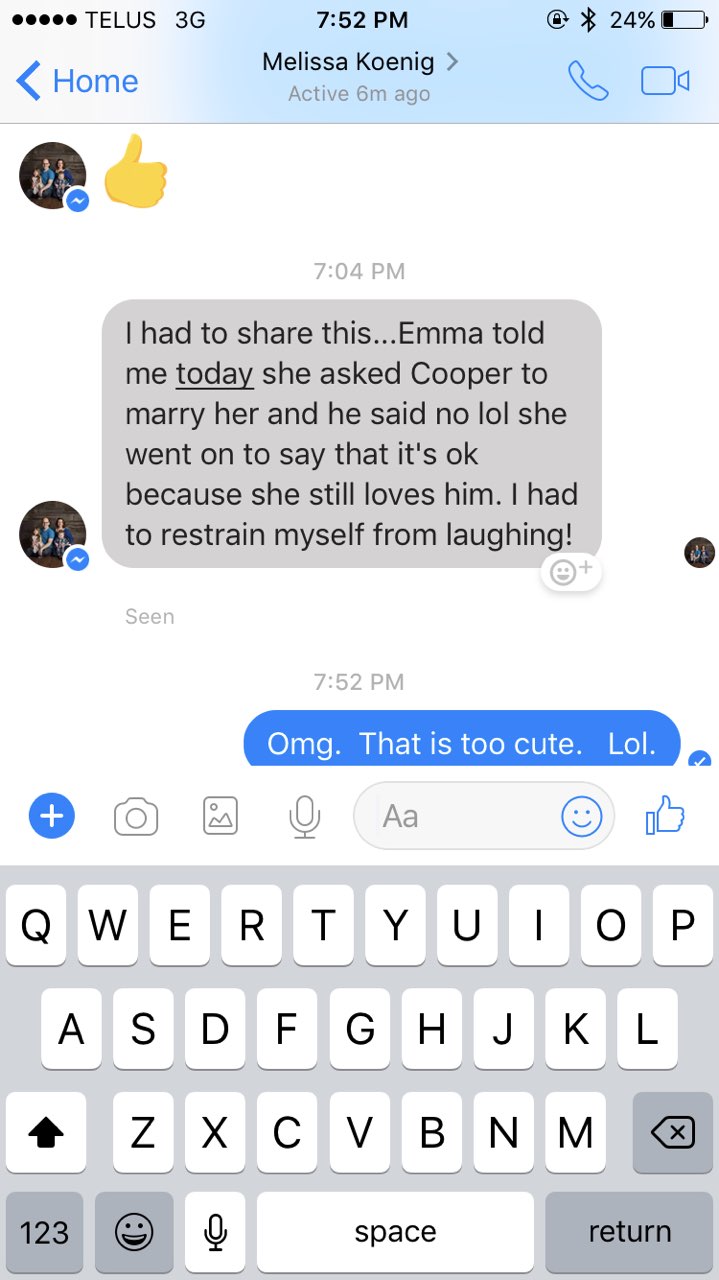 TELUS 3G 7:52 PM 24%
Home Melissa Koenig
Active 6m ago
7:04 PM
I had to share this...Emma told
me today she asked Cooper to
marry her and he said no lol she
went on to say that it's ok
because she still loves him. I had
to restrain myself from laughing!
Seen
7:52 PM
Omg.  That is too cute.   Lol.
Aa
Q W E R T Y U I O P
A S D F G H J K L
Z X C V B N M
123 space return